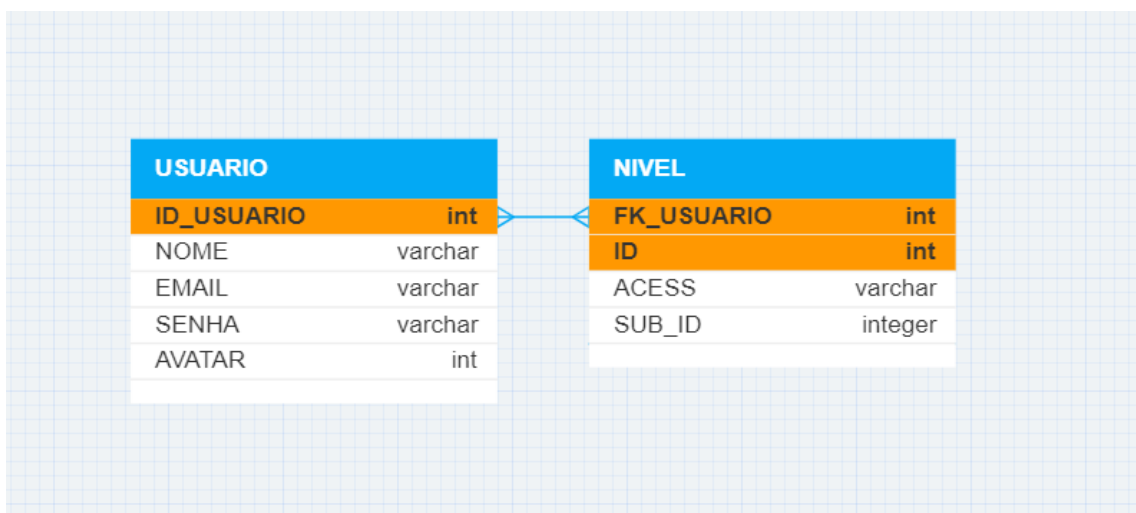 USUARIO
ID_USUARIO int
NOME varchar
EMAIL varchar
SENHA varchar
AVATAR int
NIVEL
FK_USUARIO int
ID int
ACESS varchar
SUB_ID integer